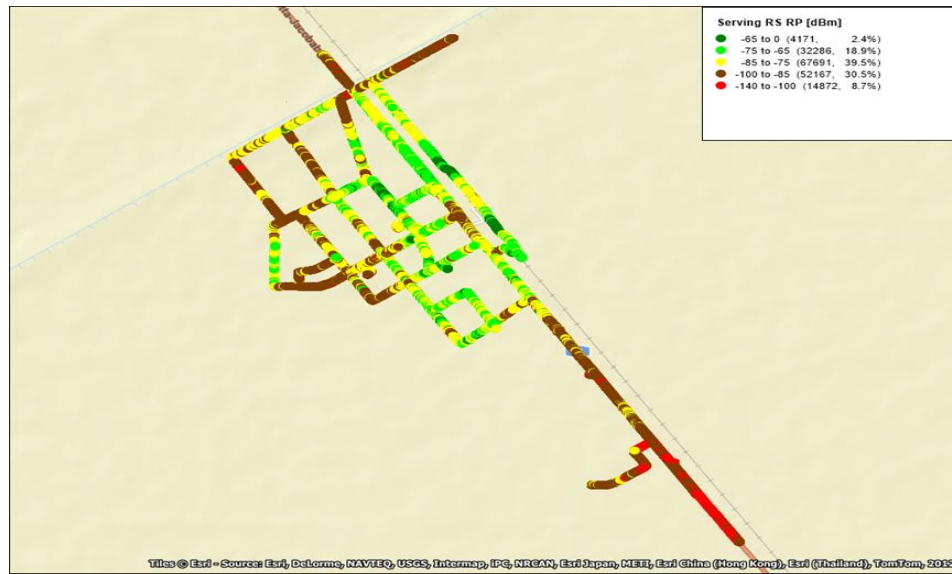 Serving RS RP [dBm]
-65 to 0 (4171, 2.4%)
-75 to -65 (32286, 18.9%)
-85 to -75 (67691, 39.5%)
-100 to -85 (52167, 30.5%)
-140 to -100 (14872, 8.7%)
Tiles © Esri - Source: Esri, DeLorme, NAVTEQ, USGS, Intermap, iPC, NRCAN, Esri Japan, METI, Esri China (Hong Kong), Esri (Thailand), TomTom,